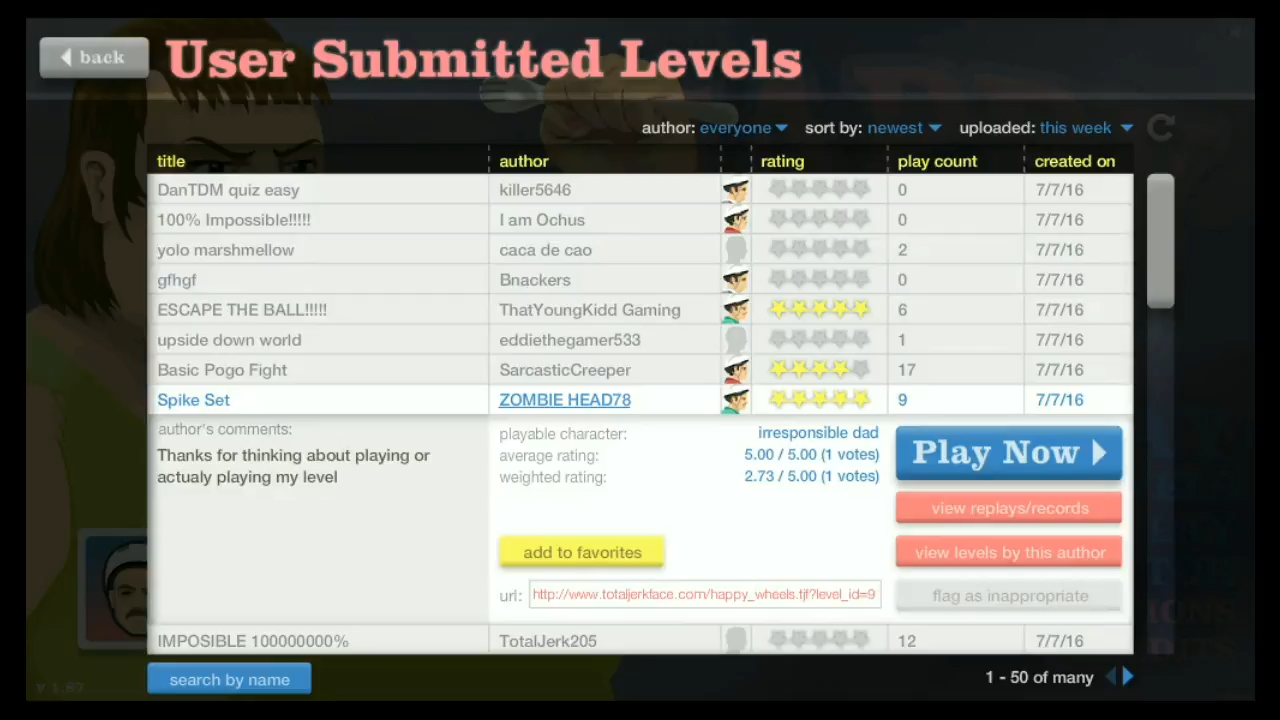 back
User Submitted Levels
author: everyone sort by: newest uploaded: this week
title author rating play count created on
DanTDM quiz easy killer5646 0 7/7/16
100% Impossible!!!!! I am Ochus 0 7/7/16
yolo marshmellow caca de cao 2 7/7/16
gfhgf Bnackers 0 7/7/16
ESCAPE THE BALL!!!!! ThatYoungKidd Gaming 6 7/7/16
upside down world eddiethegamer533 1 7/7/16
Basic Pogo Fight SarcasticCreeper 17 7/7/16
Spike Set ZOMBIE HEAD78 9 7/7/16
author's comments:
Thanks for thinking about playing or
actualy playing my level
playable character: irresponsible dad
average rating: 5.00 / 5.00 (1 votes)
weighted rating: 2.73 / 5.00 (1 votes)
add to favorites
url: http://www.totaljerkface.com/happy_wheels.tjf?level_id=9
Play Now
view replays/records
view levels by this author
flag as inappropriate
IMPOSIBLE 100000000% TotalJerk205 12 7/7/16
search by name
1 - 50 of many
v 1.87